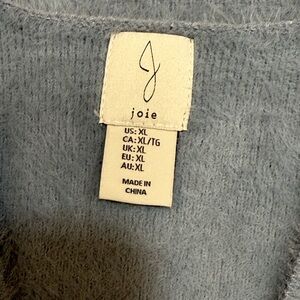 J
joie
US: XL
CA: XL/TG
UK: XL
EU: XL
AU: XL
MADE IN
CHINA